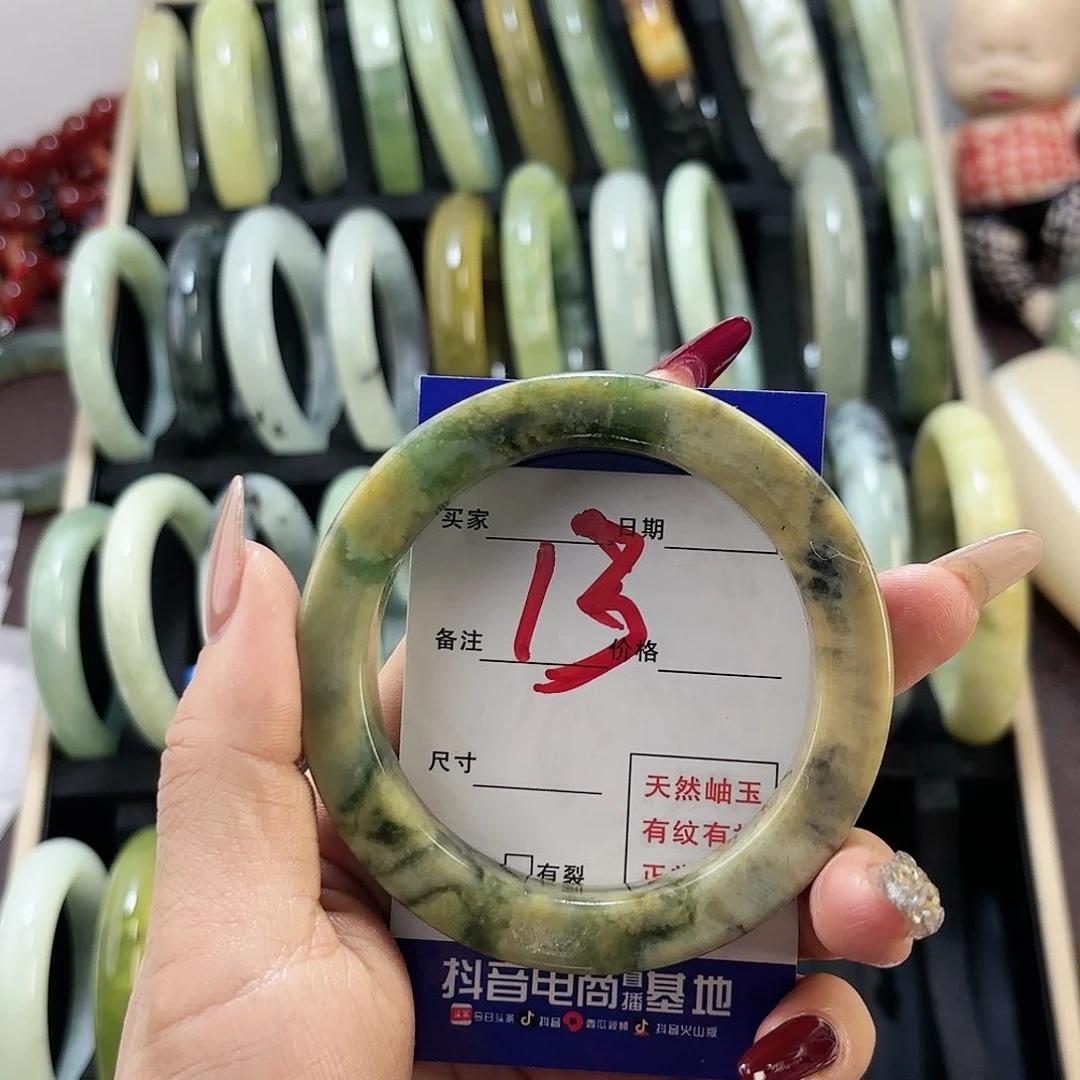 买家 日期
13
备注 价格
尺寸
天然岫玉
有纹有
有裂
抖音电商直播基地
今日头条 抖音 西瓜视频 抖音火山版